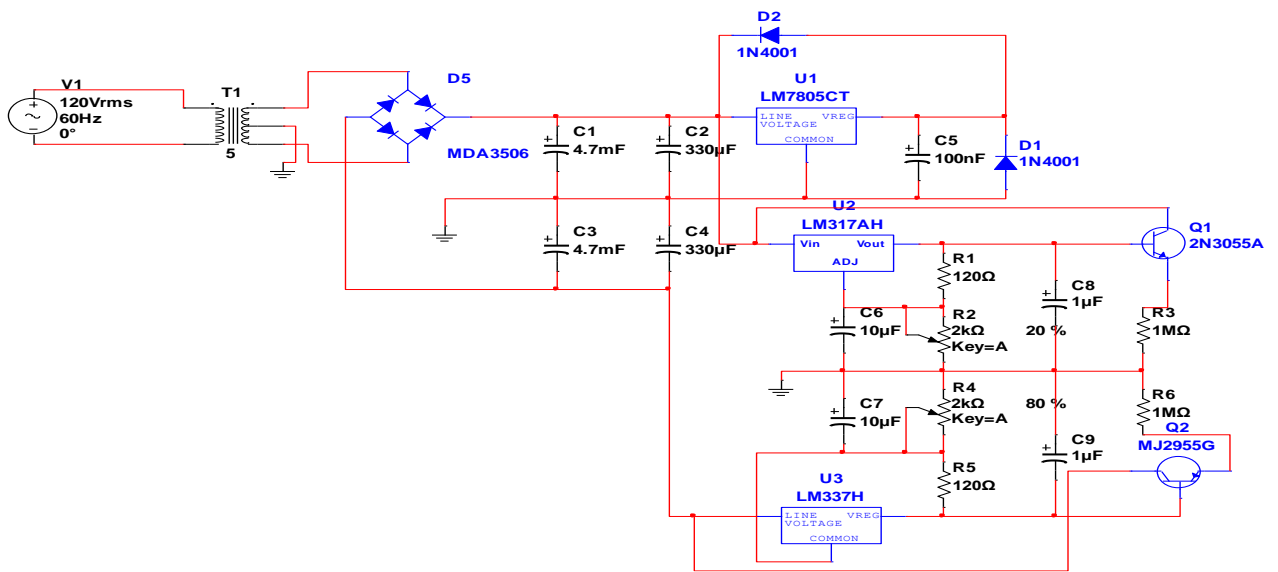 V1
120Vrms
60Hz
0°
T1
5
D5
MDA3506
C1
4.7mF
C2
330µF
C3
4.7mF
C4
330µF
D2
1N4001
U1
LM7805CT
LINE VREG
VOLTAGE
COMMON
C5
100nF
D1
1N4001
U2
LM317AH
Vin Vout
ADJ
Q1
2N3055A
R1
120Ω
C6
10µF
R2
2kΩ
Key=A
C8
1µF
20 %
R3
1MΩ
C7
10µF
R4
2kΩ
Key=A
80 %
C9
1µF
R6
1MΩ
Q2
MJ2955G
R5
120Ω
U3
LM337H
LINE VREG
VOLTAGE
COMMON